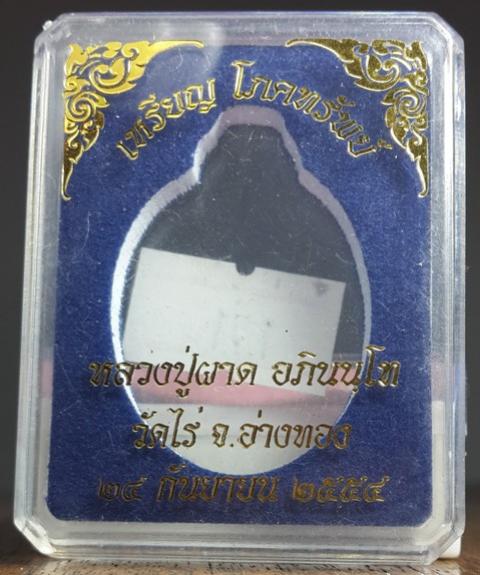 เหรียญ โภคทรัพย์
หลวงปู่ผาด อภินนฺโท
วัดไร่ จ.อ่างทอง
๒๔ กันยายน ๒๕๕๔